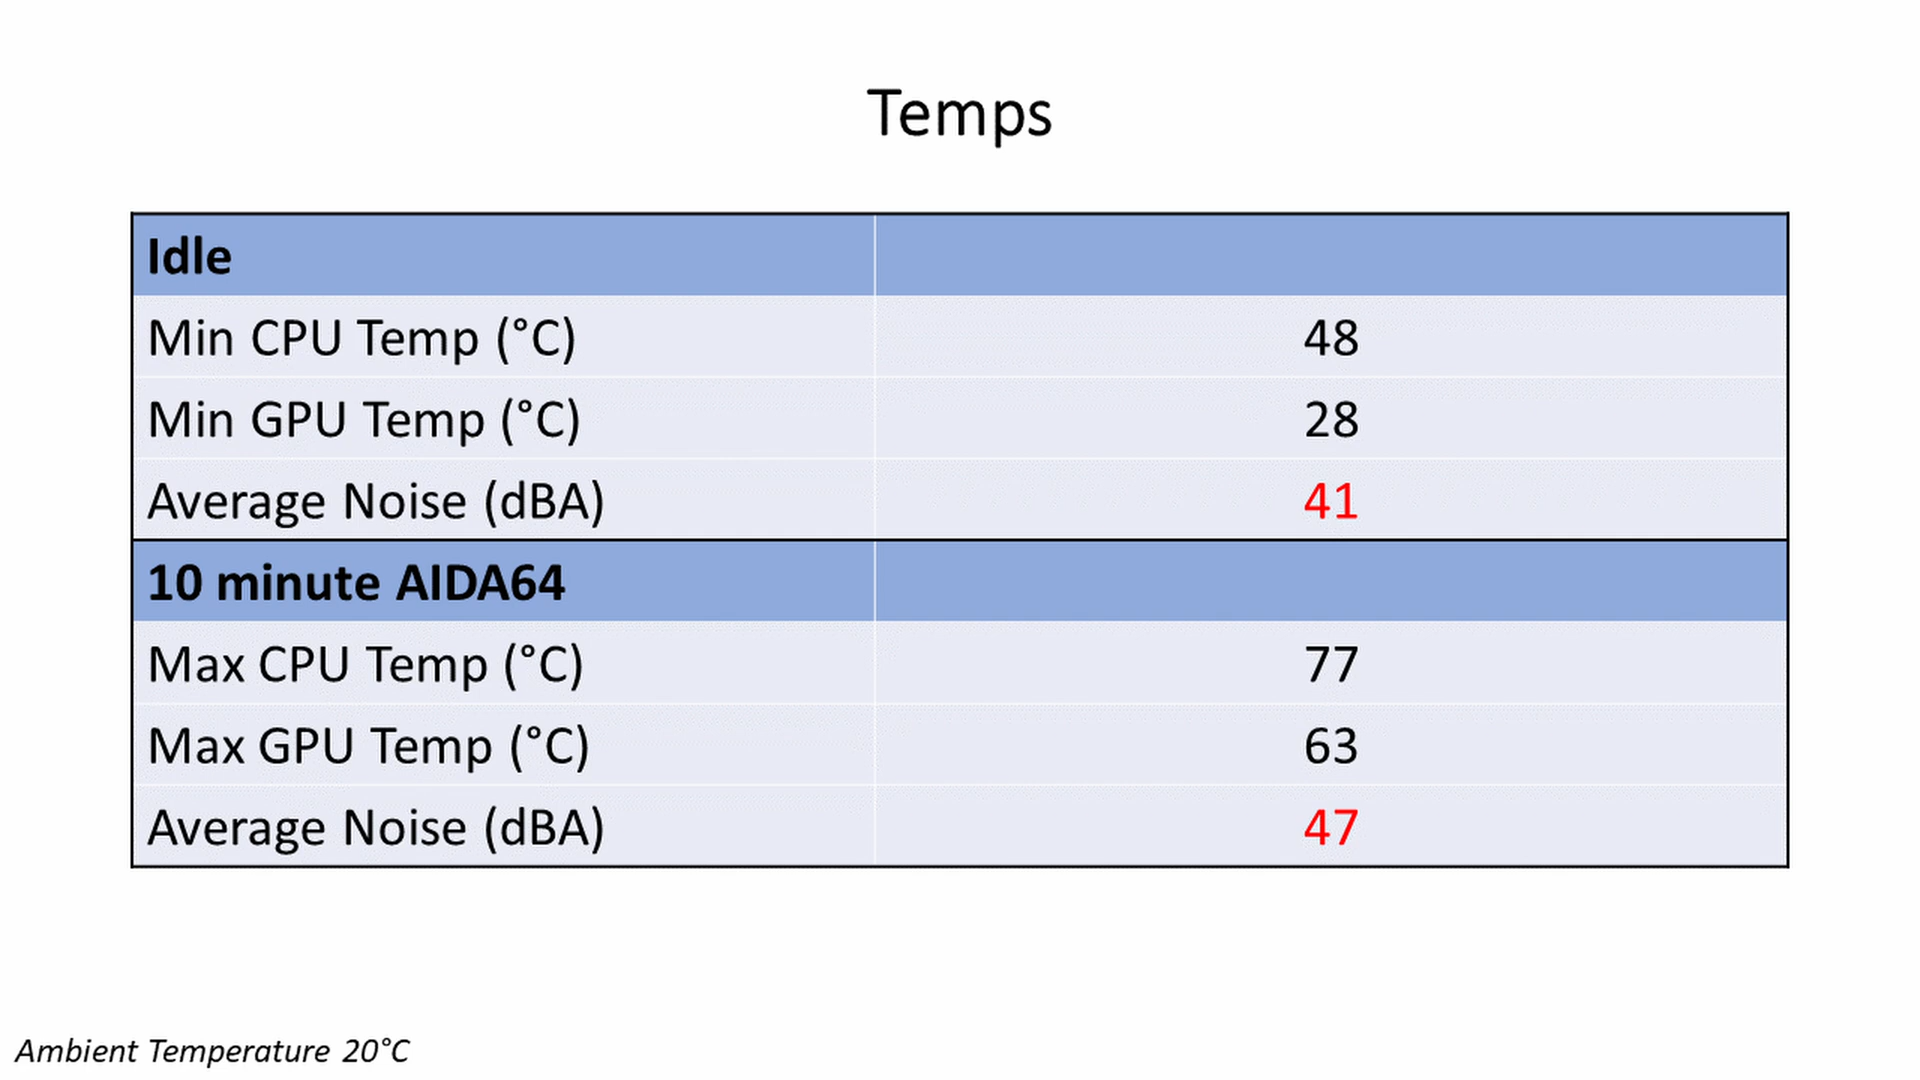 Temps
Idle
Min CPU Temp (°C) 48
Min GPU Temp (°C) 28
Average Noise (dBA) 41
10 minute AIDA64
Max CPU Temp (°C) 77
Max GPU Temp (°C) 63
Average Noise (dBA) 47
Ambient Temperature 20°C